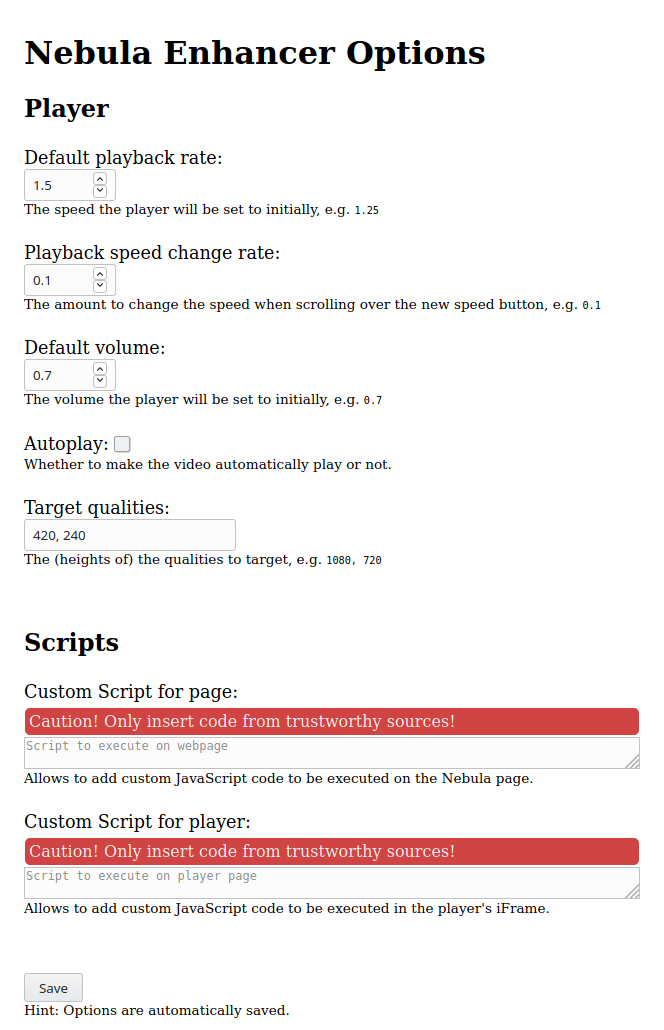 Nebula Enhancer Options
Player
Default playback rate:
1.5
The speed the player will be set to initially, e.g. 1.25
Playback speed change rate:
0.1
The amount to change the speed when scrolling over the new speed button, e.g. 0.1
Default volume:
0.7
The volume the player will be set to initially, e.g. 0.7
Autoplay:
Whether to make the video automatically play or not.
Target qualities:
420, 240
The (heights of) the qualities to target, e.g. 1080, 720
Scripts
Custom Script for page:
Caution! Only insert code from trustworthy sources!
Script to execute on webpage
Allows to add custom JavaScript code to be executed on the Nebula page.
Custom Script for player:
Caution! Only insert code from trustworthy sources!
Script to execute on player page
Allows to add custom JavaScript code to be executed in the player's iFrame.
Save
Hint: Options are automatically saved.